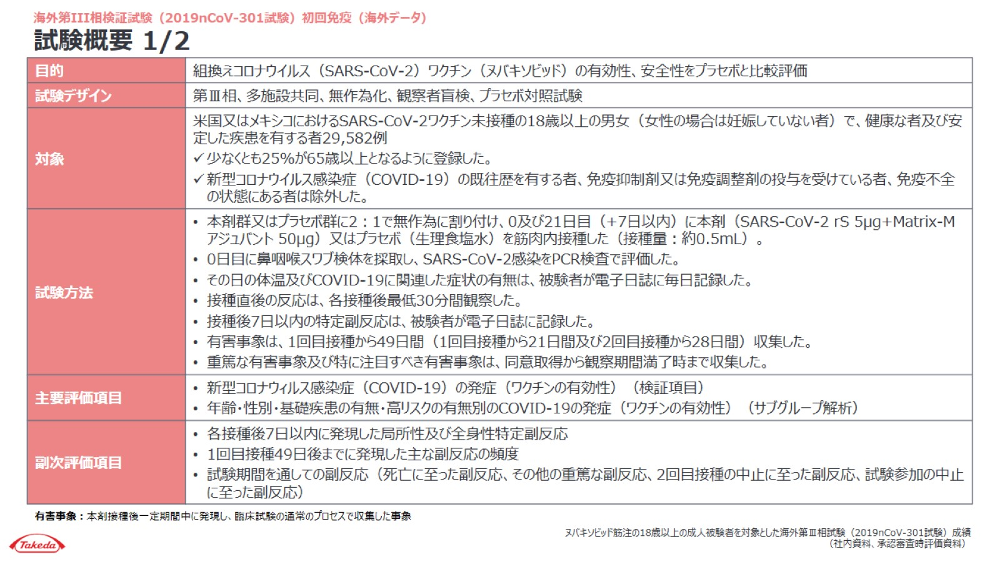 海外第III相検証試験（2019nCoV-301試験）初回免疫（海外データ）
試験概要 1/2
目的
組換えコロナウイルス（SARS-CoV-2）ワクチン（ヌバキソビッド）の有効性、安全性をプラセボと比較評価
試験デザイン
第Ⅲ相、多施設共同、無作為化、観察者盲検、プラセボ対照試験
対象
米国又はメキシコにおけるSARS-CoV-2ワクチン未接種の18歳以上の男女（女性の場合は妊娠していない者）で、健康な者及び安
定した疾患を有する者29,582例
✓少なくとも25%が65歳以上となるように登録した。
✓新型コロナウイルス感染症（COVID-19）の既往歴を有する者、免疫抑制剤又は免疫調整剤の投与を受けている者、免疫不全
の状態にある者は除外した。
試験方法
• 本剤群又はプラセボ群に2：1で無作為に割り付け、0及び21日目（+7日以内）に本剤（SARS-CoV-2 rS 5μg+Matrix-M
アジュバント 50μg）又はプラセボ（生理食塩水）を筋肉内接種した（接種量：約0.5mL）。
• 0日目に鼻咽喉スワブ検体を採取し、SARS-CoV-2感染をPCR検査で評価した。
• その日の体温及びCOVID-19に関連した症状の有無は、被験者が電子日誌に毎日記録した。
• 接種直後の反応は、各接種後最低30分間観察した。
• 接種後7日以内の特定副反応は、被験者が電子日誌に記録した。
• 有害事象は、1回目接種から49日間（1回目接種から21日間及び2回目接種から28日間）収集した。
• 重篤な有害事象及び特に注目すべき有害事象は、同意取得から観察期間満了時まで収集した。
主要評価項目
• 新型コロナウィルス感染症（COVID-19）の発症（ワクチンの有効性）（検証項目）
• 年齢・性別・基礎疾患の有無・高リスクの有無別のCOVID-19の発症（ワクチンの有効性）（サブグループ解析）
副次評価項目
• 各接種後7日以内に発現した局所性及び全身性特定副反応
• 1回目接種49日後までに発現した主な副反応の頻度
• 試験期間を通しての副反応（死亡に至った副反応、その他の重篤な副反応、2回目接種の中止に至った副反応、試験参加の中止
に至った副反応）
有害事象：本剤接種後一定期間中に発現し、臨床試験の通常のプロセスで収集した事象
ヌバキソビッド筋注の18歳以上の成人被験者を対象とした海外第Ⅲ相試験（2019nCoV-301試験）成績
（社内資料、承認審査時評価資料）
Takeda